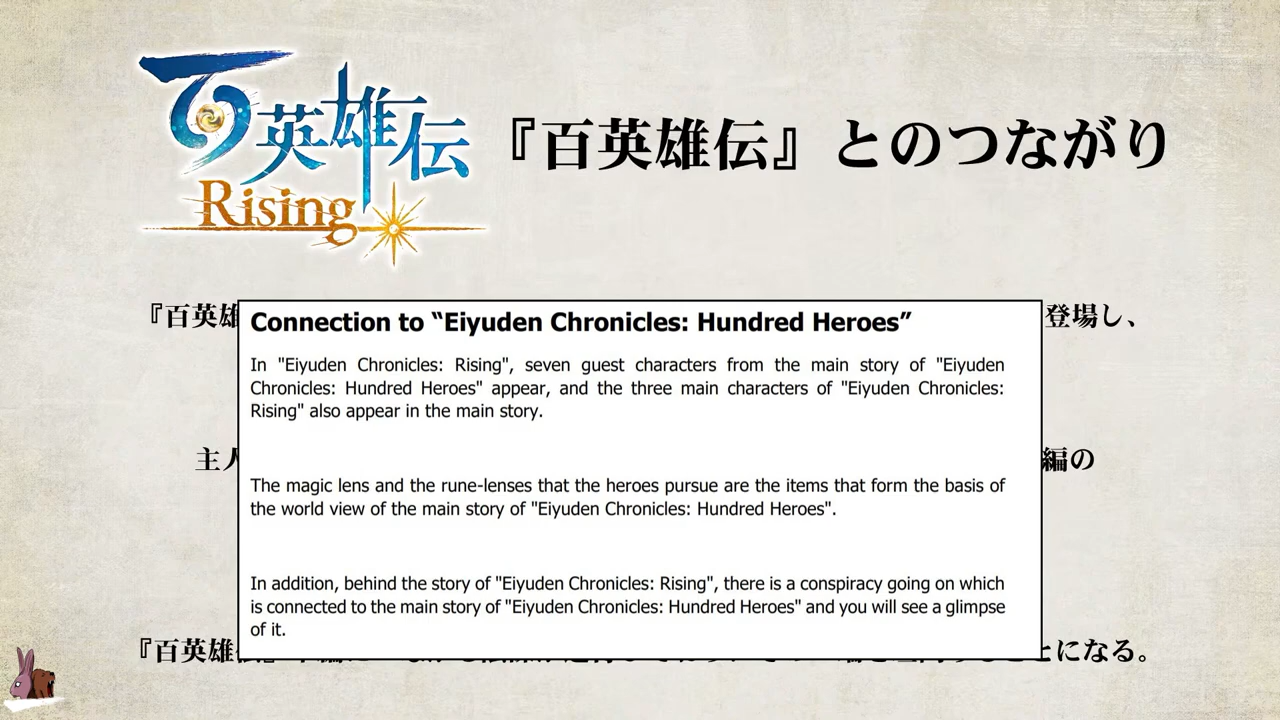 百英雄伝
Rising
『百英雄伝』とのつながり
『百英雄
登場し、
Connection to “Eiyuden Chronicles: Hundred Heroes”
In "Eiyuden Chronicles: Rising", seven guest characters from the main story of "Eiyuden
Chronicles: Hundred Heroes" appear, and the three main characters of "Eiyuden Chronicles:
Rising" also appear in the main story.
主人
編の
The magic lens and the rune-lenses that the heroes pursue are the items that form the basis of
the world view of the main story of "Eiyuden Chronicles: Hundred Heroes".
In addition, behind the story of "Eiyuden Chronicles: Rising", there is a conspiracy going on which
is connected to the main story of "Eiyuden Chronicles: Hundred Heroes" and you will see a glimpse
of it.
『百英雄
とになる。